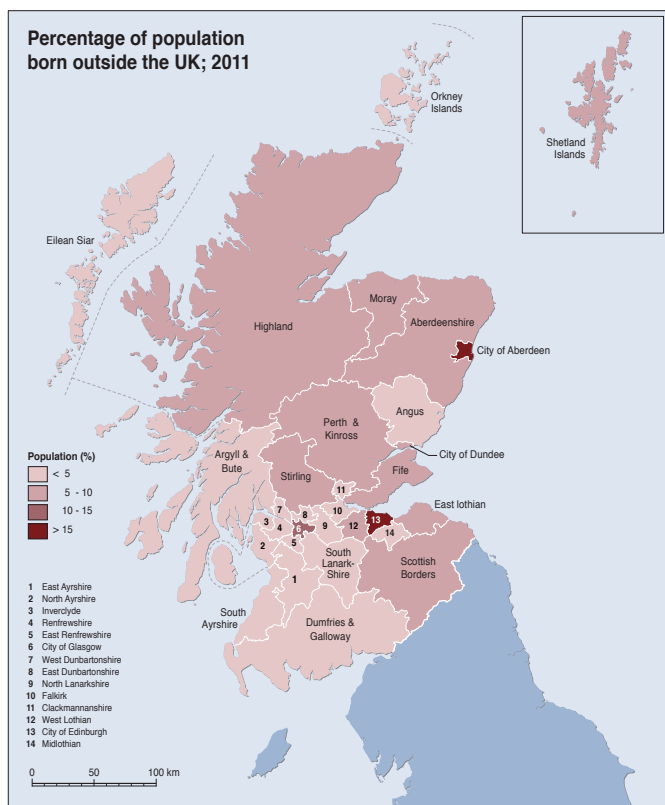 Percentage of population
born outside the UK; 2011
Orkney
Islands
Shetland
Islands
Eilean Siar
Moray
Aberdeenshire
Highland
City of Aberdeen
Angus
Perth &
Kinross
City of Dundee
Argyll &
Bute
Stirling
Fife
Population (%)
< 5
5 - 10
10 - 15
> 15
11
East lothian
7
8
10
13
3
4
6
9
12
14
2
5
South
Lanark-
Shire
Scottish
Borders
1
South
Ayrshire
Dumfries &
Galloway
1 East Ayrshire
2 North Ayrshire
3 Inverclyde
4 Renfrewshire
5 East Renfrewshire
6 City of Glasgow
7 West Dunbartonshire
8 East Dunbartonshire
9 North Lanarkshire
10 Falkirk
11 Clackmannanshire
12 West Lothian
13 City of Edinburgh
14 Midlothian
0 50 100 km